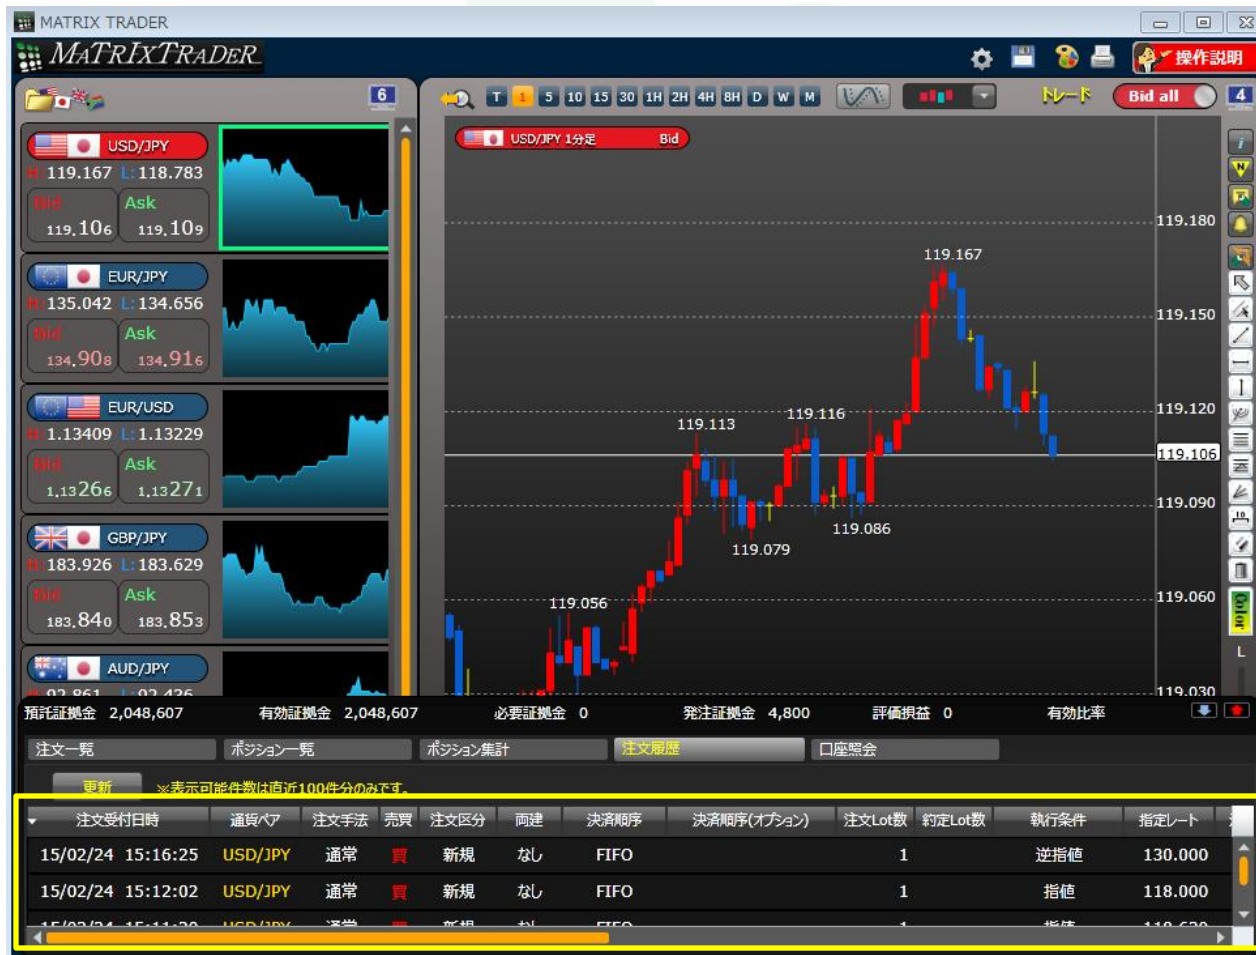 MATRIX TRADER
MATRIXTRADER
操作説明
6
T 1 5 10 15 30 1H 2H 4H 8H D W M
トレード
Bid all
4
USD/JPY
H:119.167 L:118.783
Bid Ask
119.106 119.109
EUR/JPY
H:135.042 L:134.656
Bid Ask
134.908 134.916
EUR/USD
H:1.13409 L:1.13229
Bid Ask
1.13266 1.13271
GBP/JPY
H:183.926 L:183.629
Bid Ask
183.840 183.853
AUD/JPY
USD/JPY 1分足 Bid
119.180
119.167
119.150
119.120
119.116
119.113
119.106
119.090
119.086
119.079
119.060
119.056
119.030
i
N
10
Color
L
預託証拠金 2,048,607 有効証拠金 2,048,607 必要証拠金 0 発注証拠金 4,800 評価損益 0 有効比率
注文一覧 ポジション一覧 ポジション集計 注文履歴 口座照会
更新 ※表示可能件数は直近100件分のみです。
注文受付日時 通貨ペア 注文手法 売買 注文区分 両建 決済順序 決済順序(オプション) 注文Lot数 約定Lot数 執行条件 指定レート
15/02/24 15:16:25 USD/JPY 通常 買 新規 なし FIFO 1 逆指値 130.000
15/02/24 15:12:02 USD/JPY 通常 買 新規 なし FIFO 1 指値 118.000